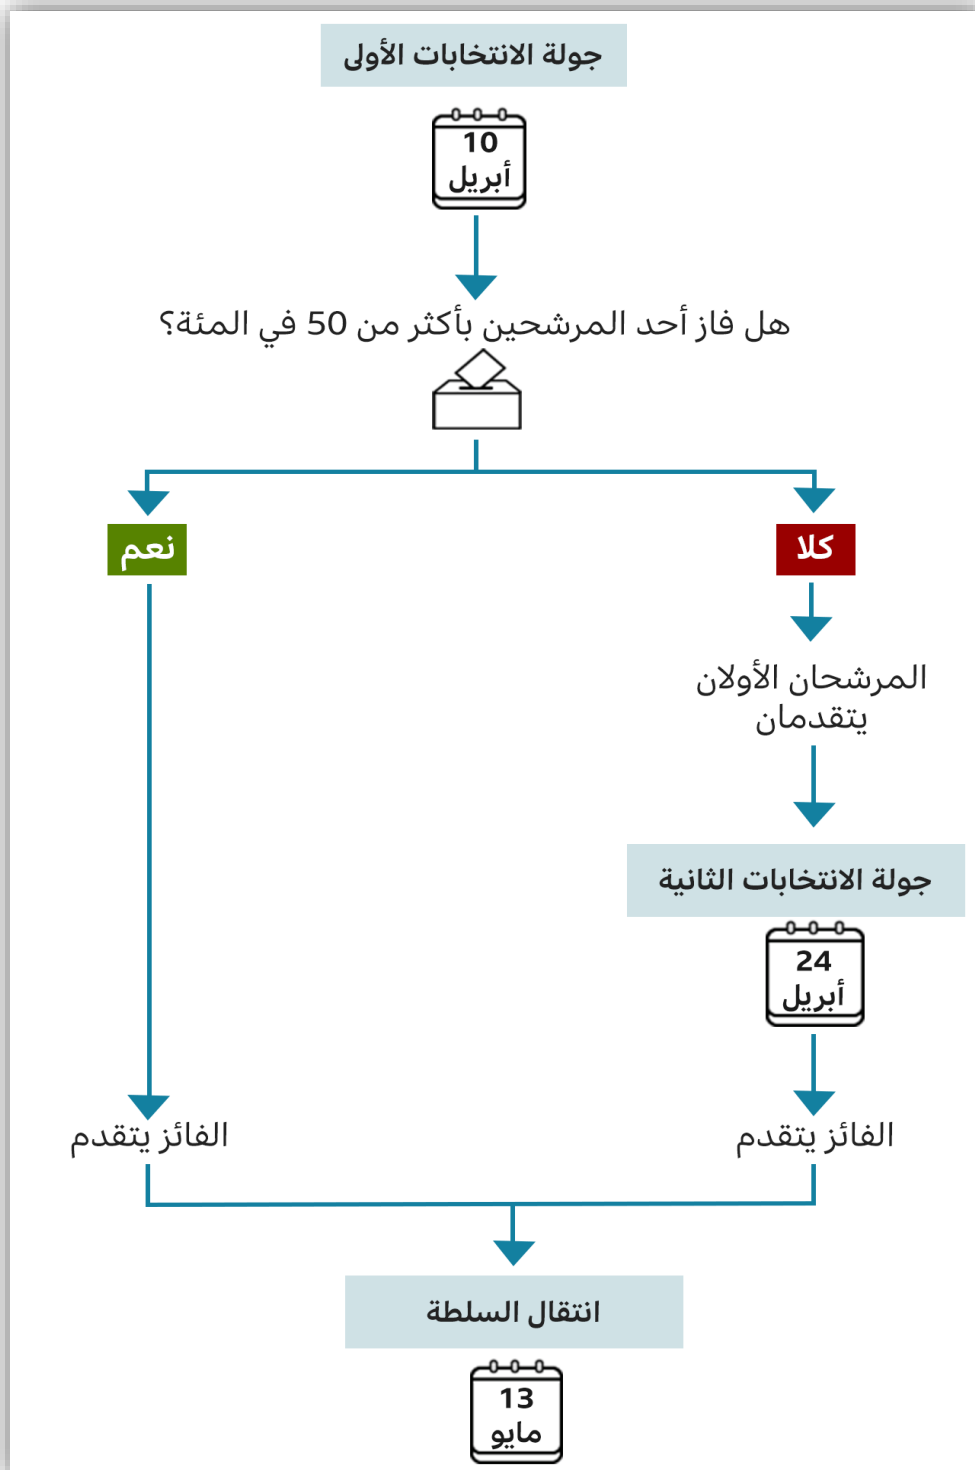 جولة الانتخابات الأولى
10
أبريل
هل فاز أحد المرشحين بأكثر من 50 في المئة؟
كلا
نعم
المرشحان الأولان
يتقدمان
جولة الانتخابات الثانية
24
أبريل
الفائز يتقدم
الفائز يتقدم
انتقال السلطة
13
مايو